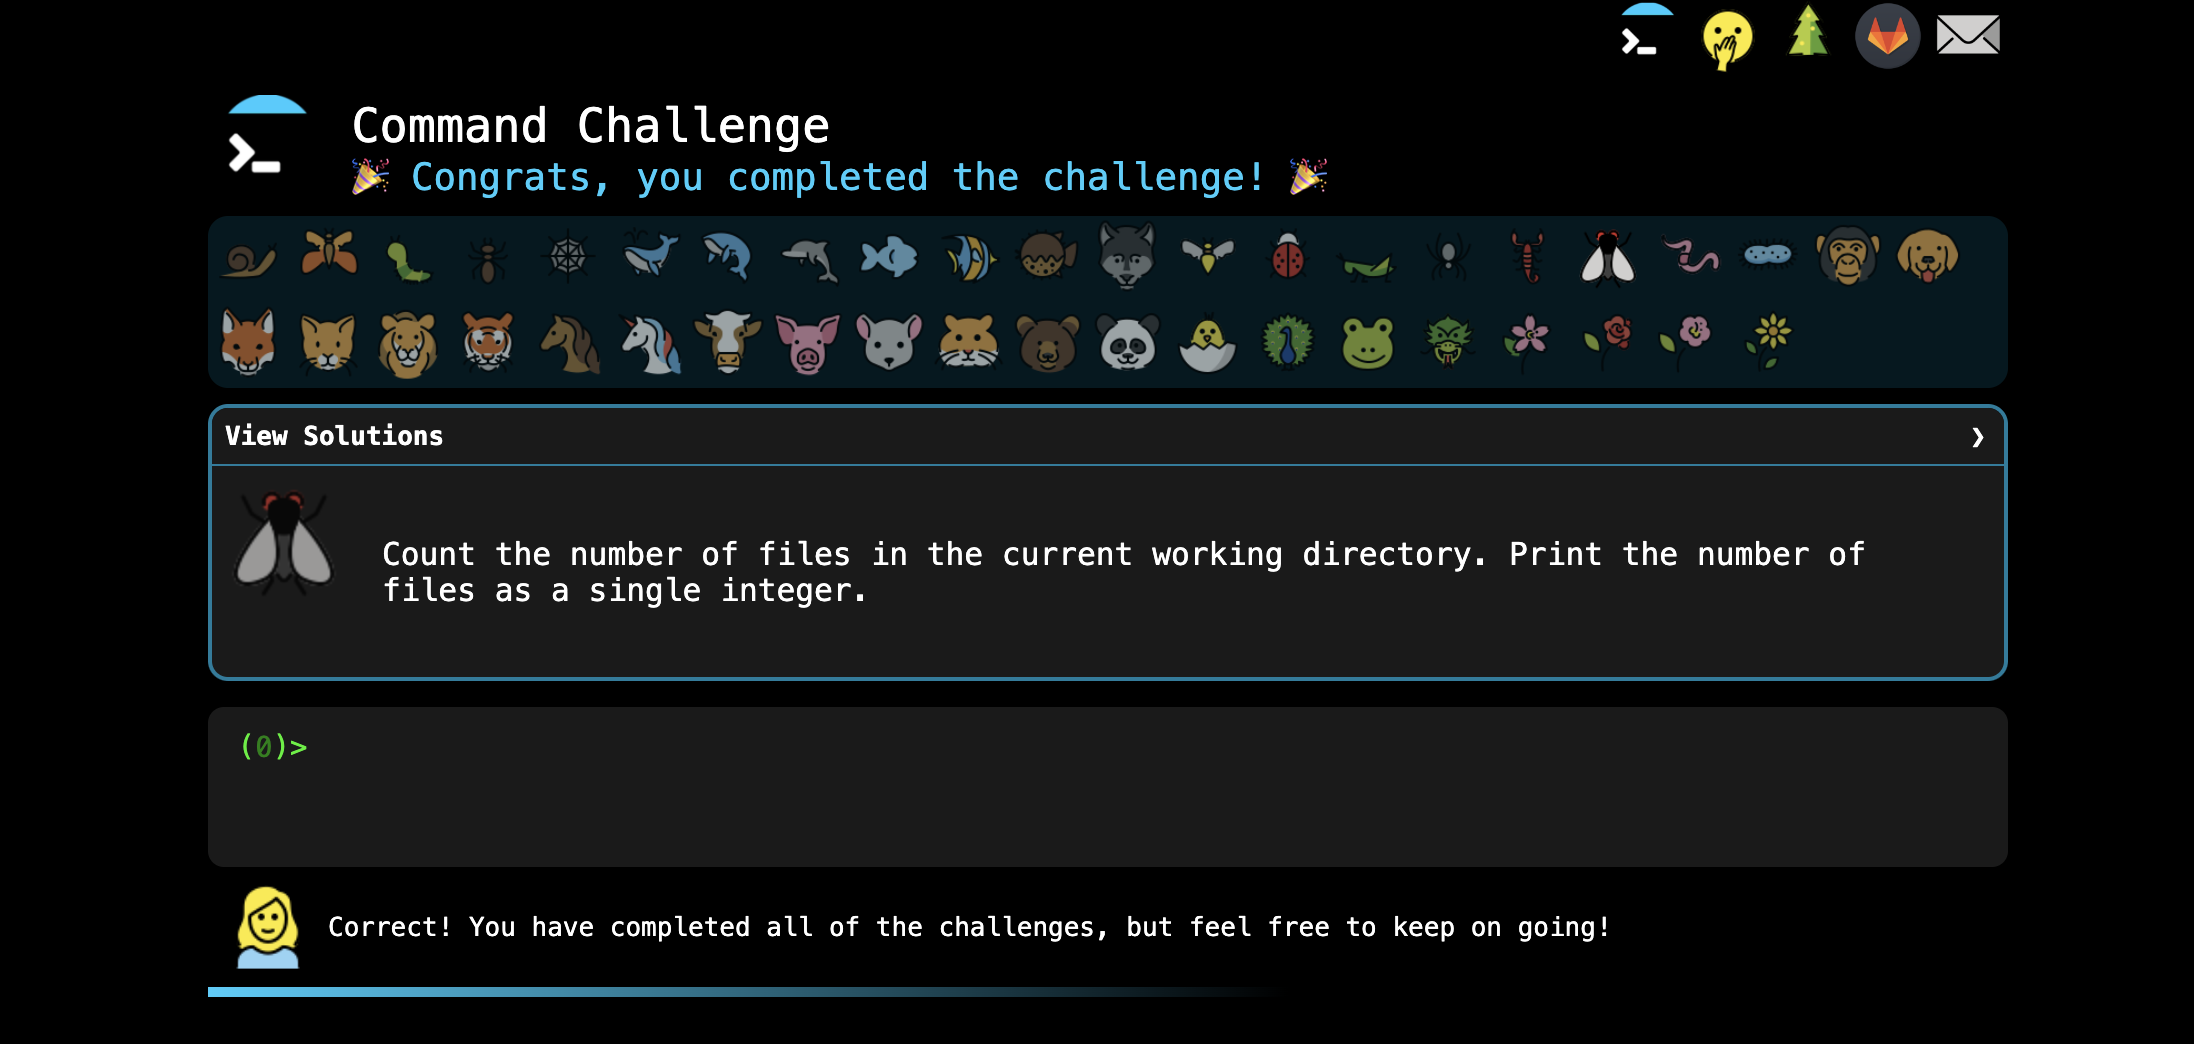 Command Challenge
🎉 Congrats, you completed the challenge! 🎉
View Solutions ❯
Count the number of files in the current working directory. Print the number of
files as a single integer.
(0)>
Correct! You have completed all of the challenges, but feel free to keep on going!